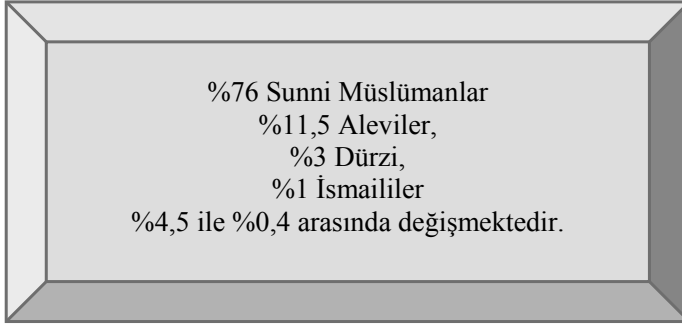 %76 Sunni Müslümanlar
%11,5 Aleviler,
%3 Dürzi,
%1 İsmaililer
%4,5 ile %0,4 arasında değişmektedir.